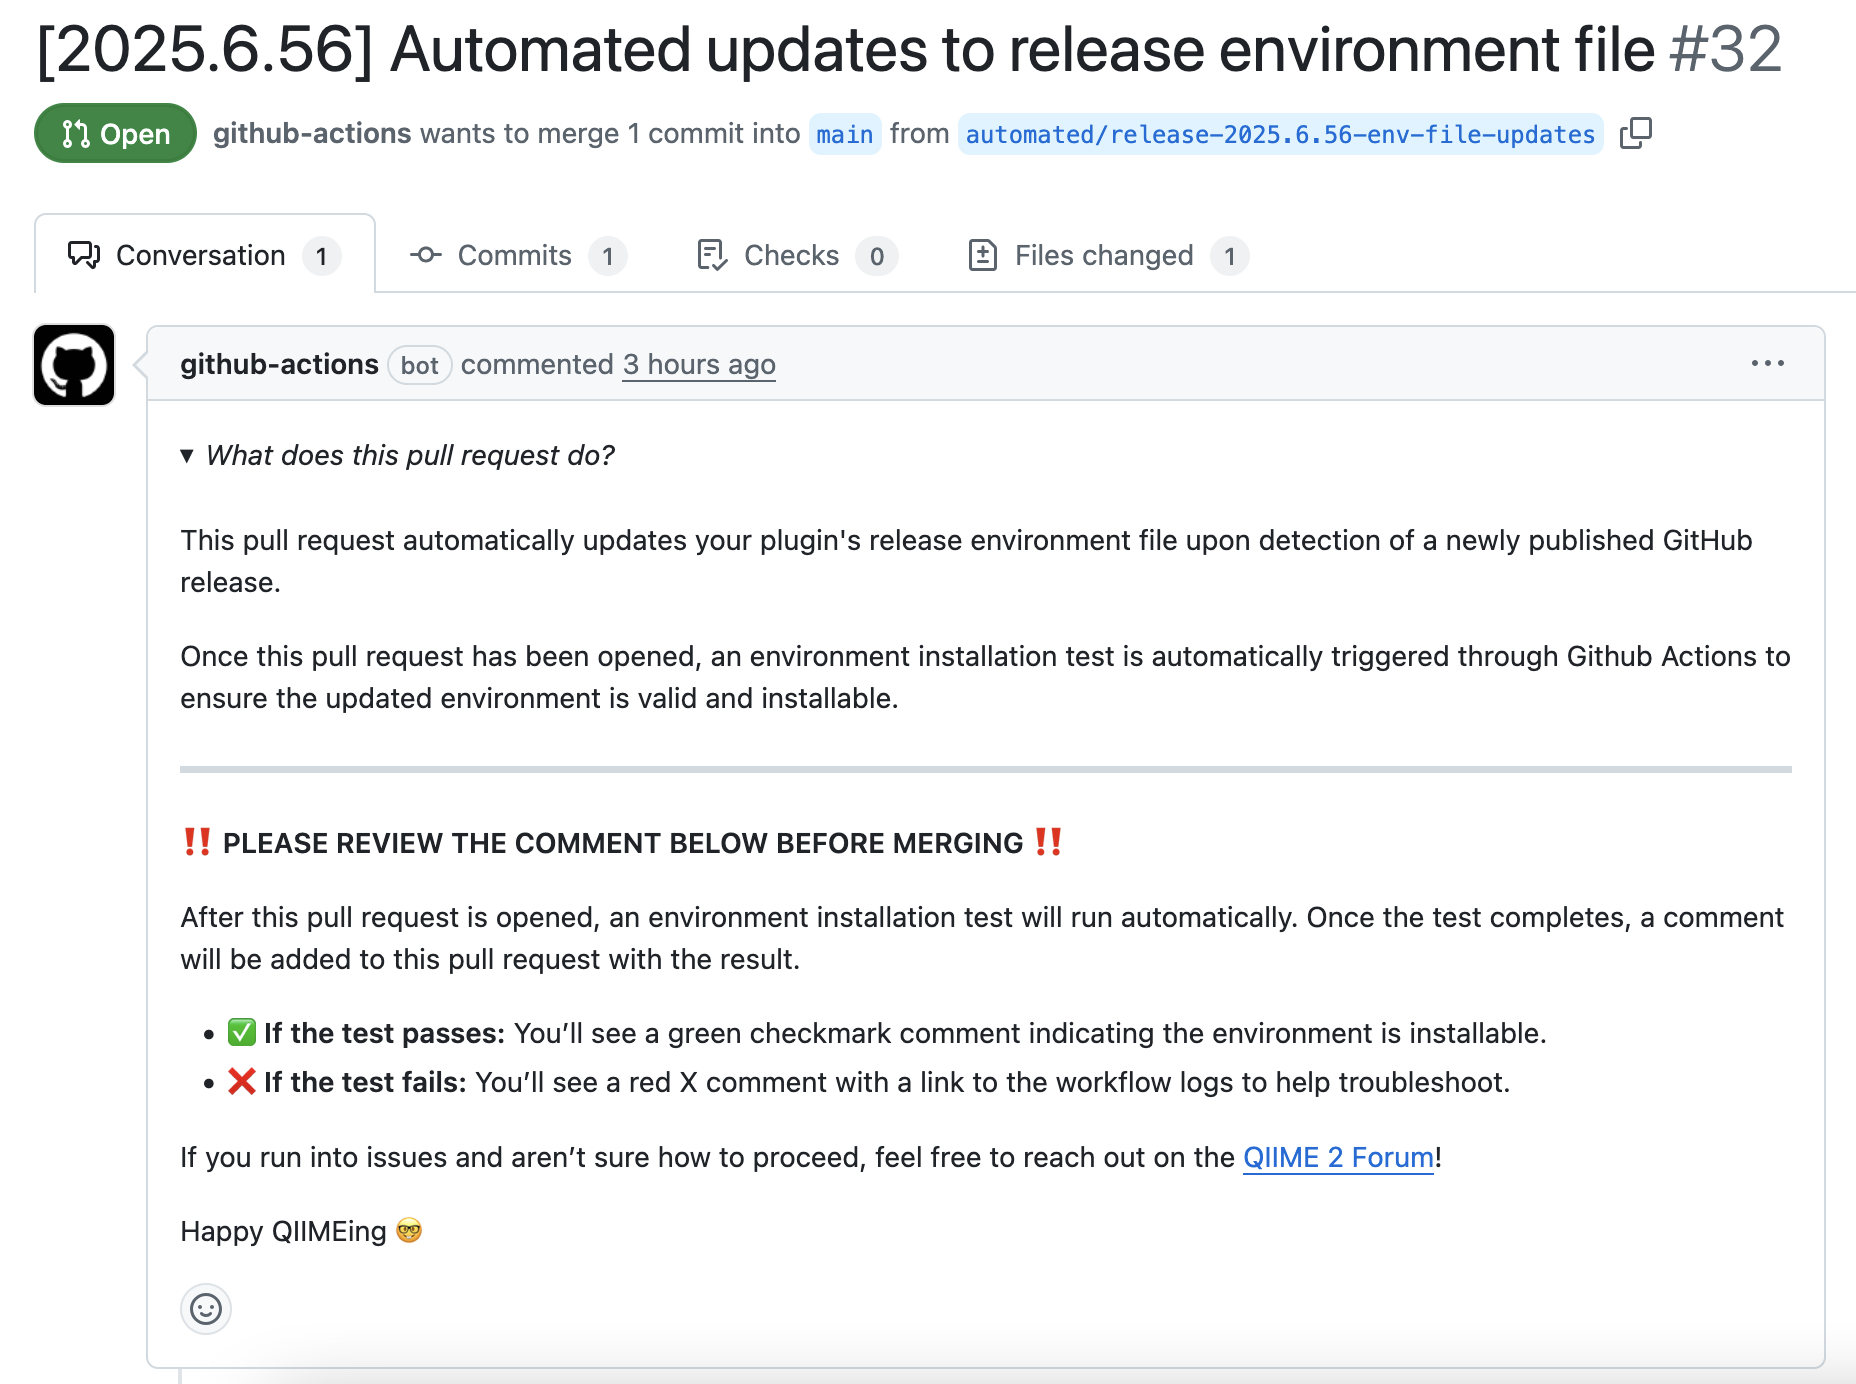 [2025.6.56] Automated updates to release environment file #32
Open github-actions wants to merge 1 commit into main from automated/release-2025.6.56-env-file-updates
Conversation 1 Commits 1 Checks 0 Files changed 1
github-actions bot commented 3 hours ago
▼ What does this pull request do?
This pull request automatically updates your plugin's release environment file upon detection of a newly published GitHub
release.
Once this pull request has been opened, an environment installation test is automatically triggered through Github Actions to
ensure the updated environment is valid and installable.
‼️ PLEASE REVIEW THE COMMENT BELOW BEFORE MERGING ‼️
After this pull request is opened, an environment installation test will run automatically. Once the test completes, a comment
will be added to this pull request with the result.
• ✅ If the test passes: You’ll see a green checkmark comment indicating the environment is installable.
• ❌ If the test fails: You’ll see a red X comment with a link to the workflow logs to help troubleshoot.
If you run into issues and aren’t sure how to proceed, feel free to reach out on the QIIME 2 Forum!
Happy QIIMEing 🤓